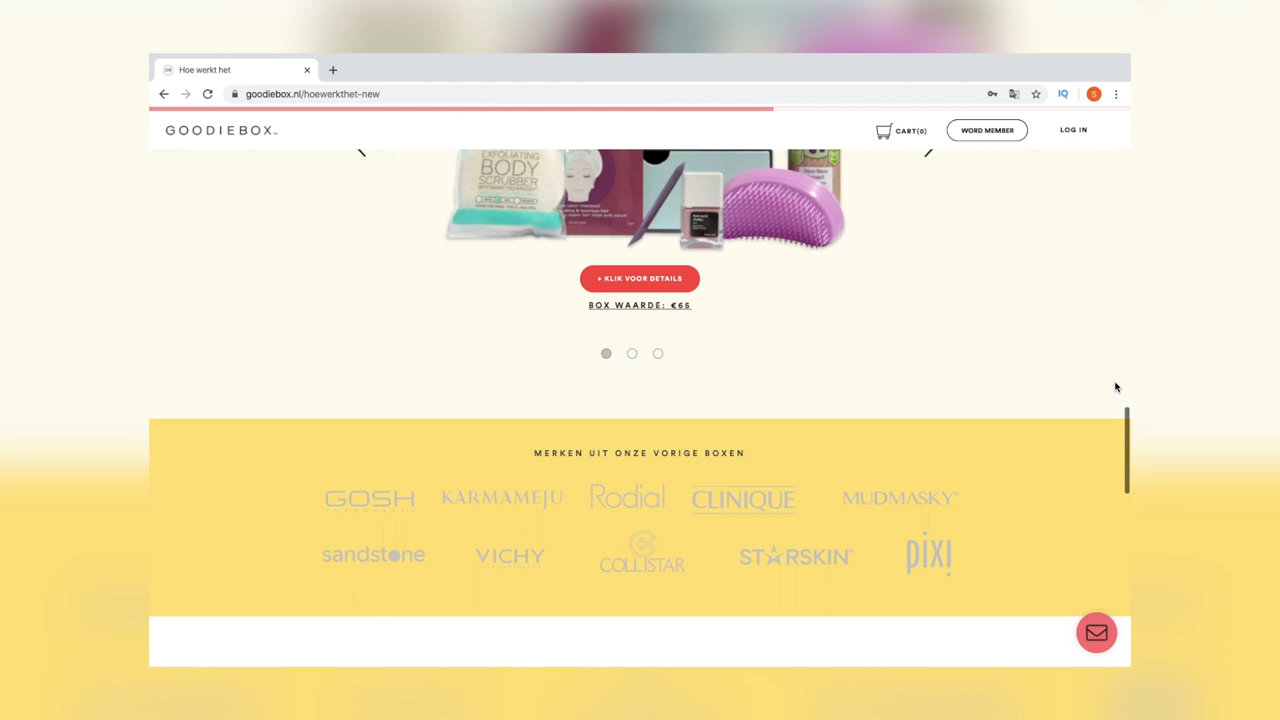 Hoe werkt het
goodiebox.nl/hoewerkthet-new
IQ
S
GOODIEBOX
CART(0)
WORD MEMBER
LOG IN
EXFOLIATING
BODY
SCRUBBER
+ KLIK VOOR DETAILS
BOX WAARDE: €65
MERKEN UIT ONZE VORIGE BOXEN
GOSH KARMAMEJU Rodial CLINIQUE MUDMASKY
sandstone VICHY COLLISTAR STARSKIN pixi